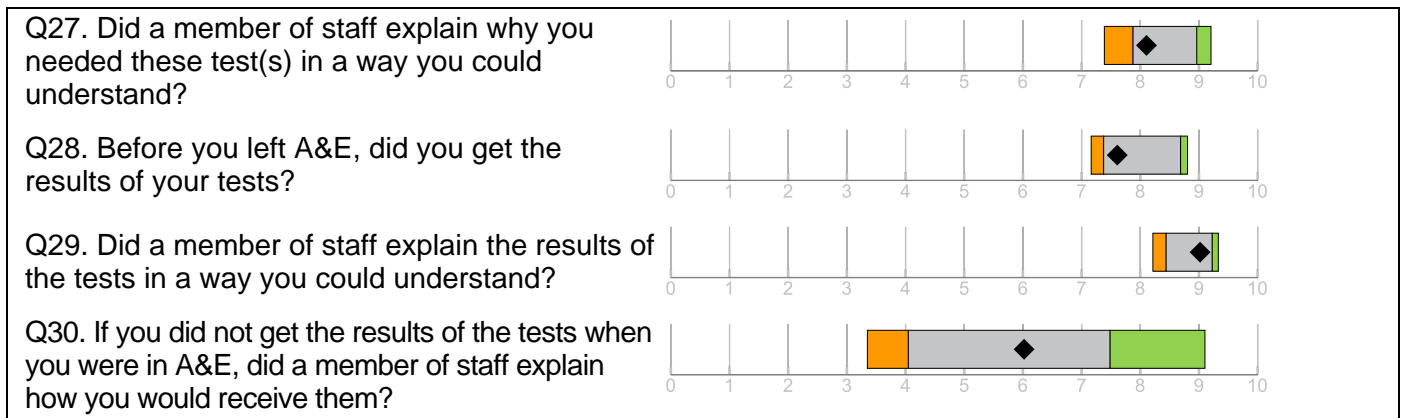 Q27. Did a member of staff explain why you
needed these test(s) in a way you could
understand?
0 1 2 3 4 5 6 7 8 9 10
Q28. Before you left A&E, did you get the
results of your tests?
0 1 2 3 4 5 6 7 8 9 10
Q29. Did a member of staff explain the results of
the tests in a way you could understand?
0 1 2 3 4 5 6 7 8 9 10
Q30. If you did not get the results of the tests when
you were in A&E, did a member of staff explain
how you would receive them?
0 1 2 3 4 5 6 7 8 9 10